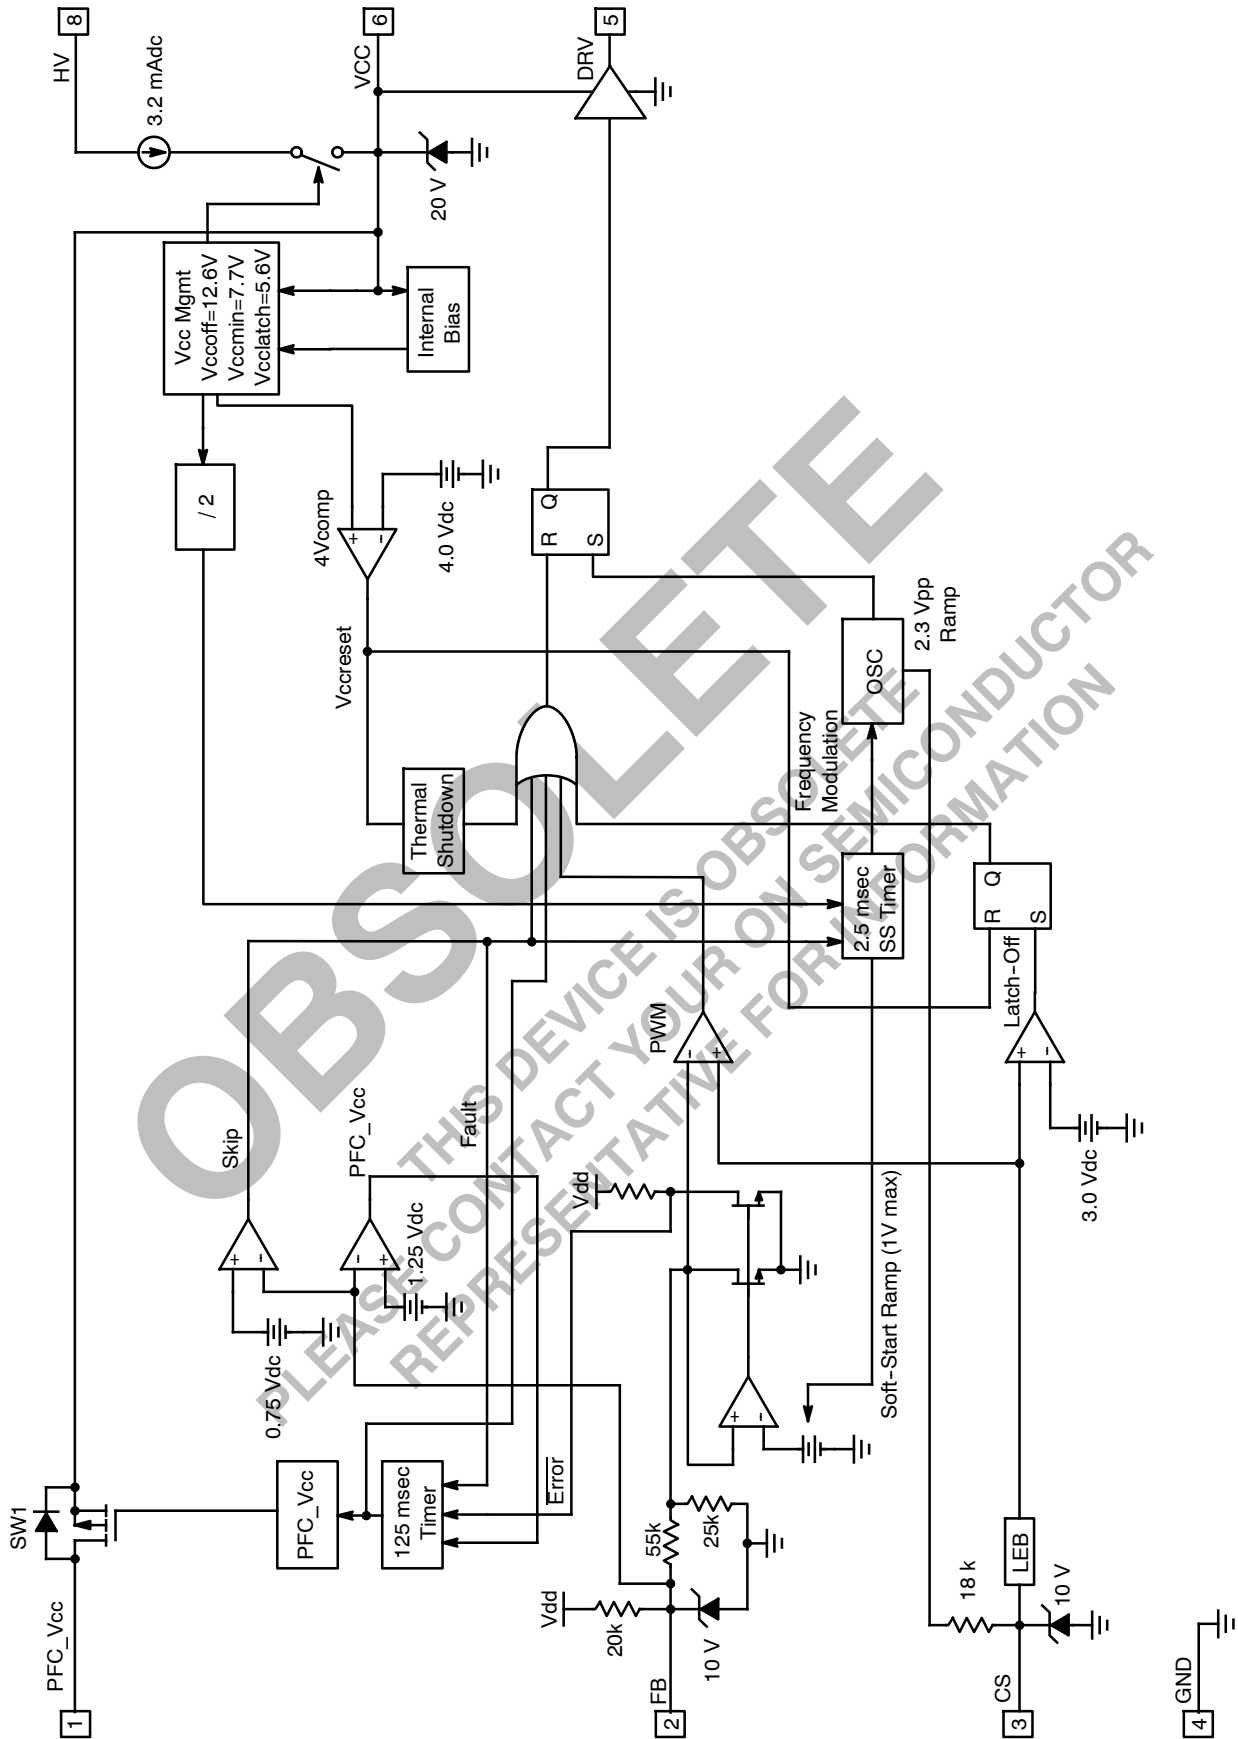 HV
8
3.2 mAdc
VCC
6
20 V
DRV
5
Vcc Mgmt
Vccoff=12.6V
Vccmin=7.7V
Vcclatch=5.6V
Internal
Bias
/ 2
4Vcomp
4.0 Vdc
Vccreset
R
Q
S
Thermal
Shutdown
OSC
2.3 Vpp
Ramp
Frequency
Modulation
2.5 msec
SS Timer
R
Q
S
Latch-Off
Skip
PFC_Vcc
Fault
PWM
0.75 Vdc
1.25 Vdc
Vdd
3.0 Vdc
Soft-Start Ramp (1V max)
SW1
PFC_Vcc
125 msec
Timer
Error
55k
25k
Vdd
20k
10 V
LEB
18 k
10 V
PFC_Vcc
1
FB
2
CS
3
GND
4
+
-
+
-
+
-
+
-
+
-
+
-
OBSOLETE
THIS DEVICE IS OBSOLETE
PLEASE CONTACT YOUR ON SEMICONDUCTOR
REPRESENTATIVE FOR INFORMATION